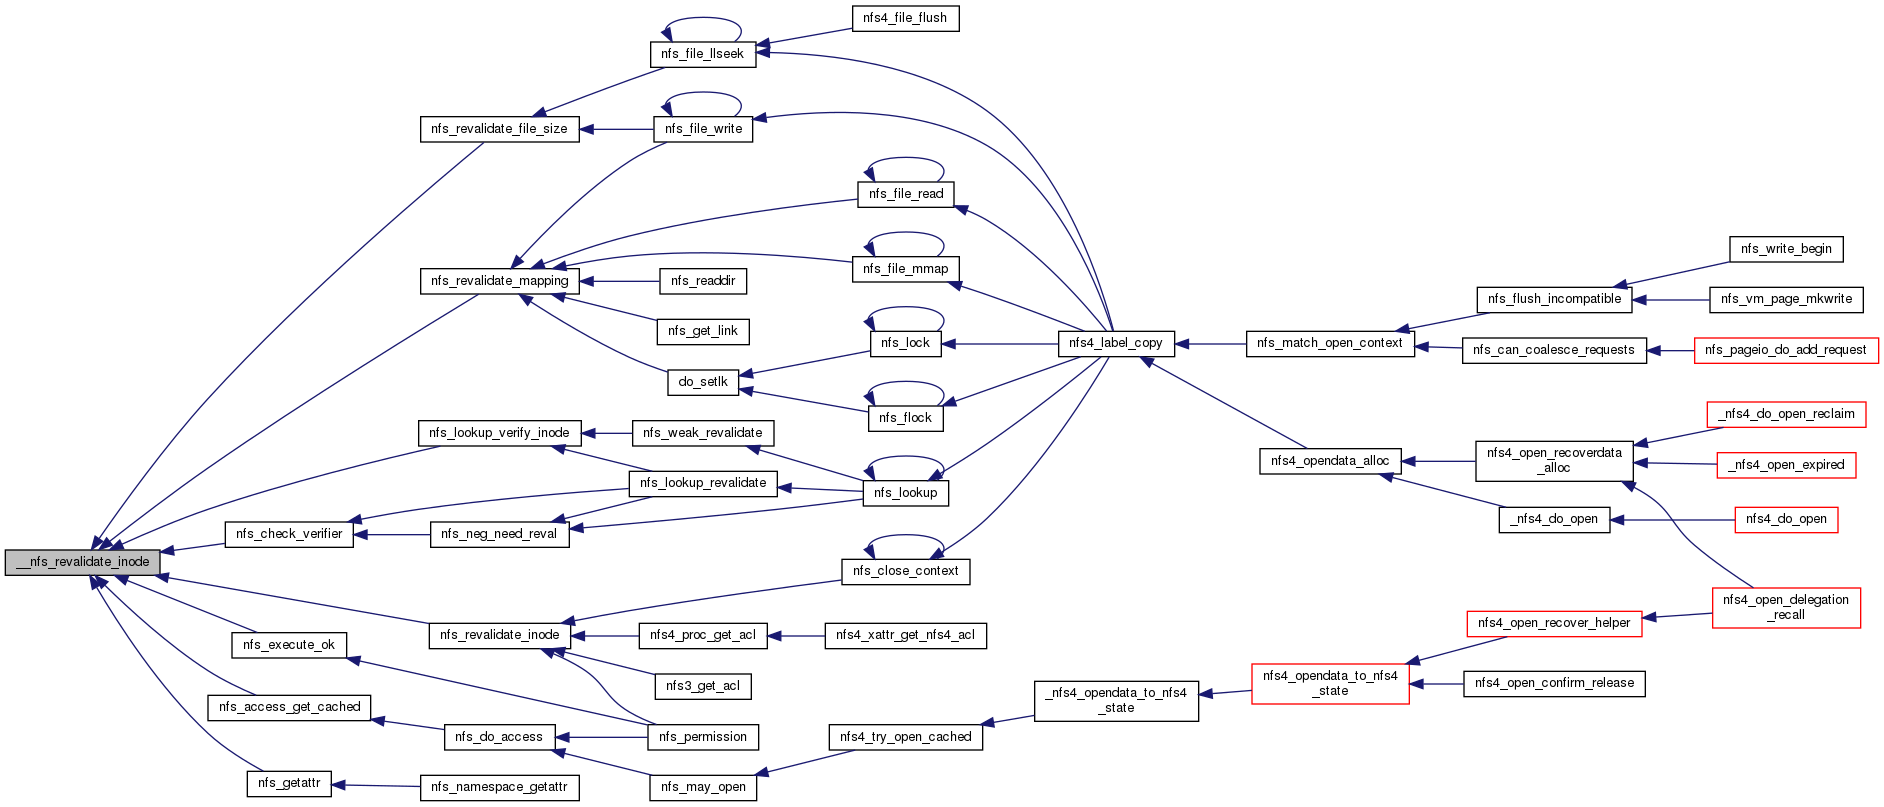 nfs4_file_flush
nfs_file_llseek
nfs_revalidate_file_size
nfs_file_write
nfs_file_read
nfs_write_begin
nfs_file_mmap
nfs_revalidate_mapping
nfs_readdir
nfs_flush_incompatible
nfs_vm_page_mkwrite
nfs_get_link
nfs_lock
nfs4_label_copy
nfs_match_open_context
nfs_can_coalesce_requests
nfs_pageio_do_add_request
do_setlk
nfs_flock
_nfs4_do_open_reclaim
nfs_lookup_verify_inode
nfs_weak_revalidate
nfs4_opendata_alloc
nfs4_open_recoverdata
_alloc
_nfs4_open_expired
nfs_lookup_revalidate
nfs_lookup
_nfs4_do_open
nfs4_do_open
nfs_check_verifier
nfs_neg_need_reval
__nfs_revalidate_inode
nfs_close_context
nfs4_open_delegation
_recall
nfs4_open_recover_helper
nfs_execute_ok
nfs_revalidate_inode
nfs4_proc_get_acl
nfs4_xattr_get_nfs4_acl
nfs3_get_acl
nfs4_opendata_to_nfs4
_state
nfs4_open_confirm_release
_nfs4_opendata_to_nfs4
_state
nfs_access_get_cached
nfs_do_access
nfs_permission
nfs4_try_open_cached
nfs_getattr
nfs_namespace_getattr
nfs_may_open